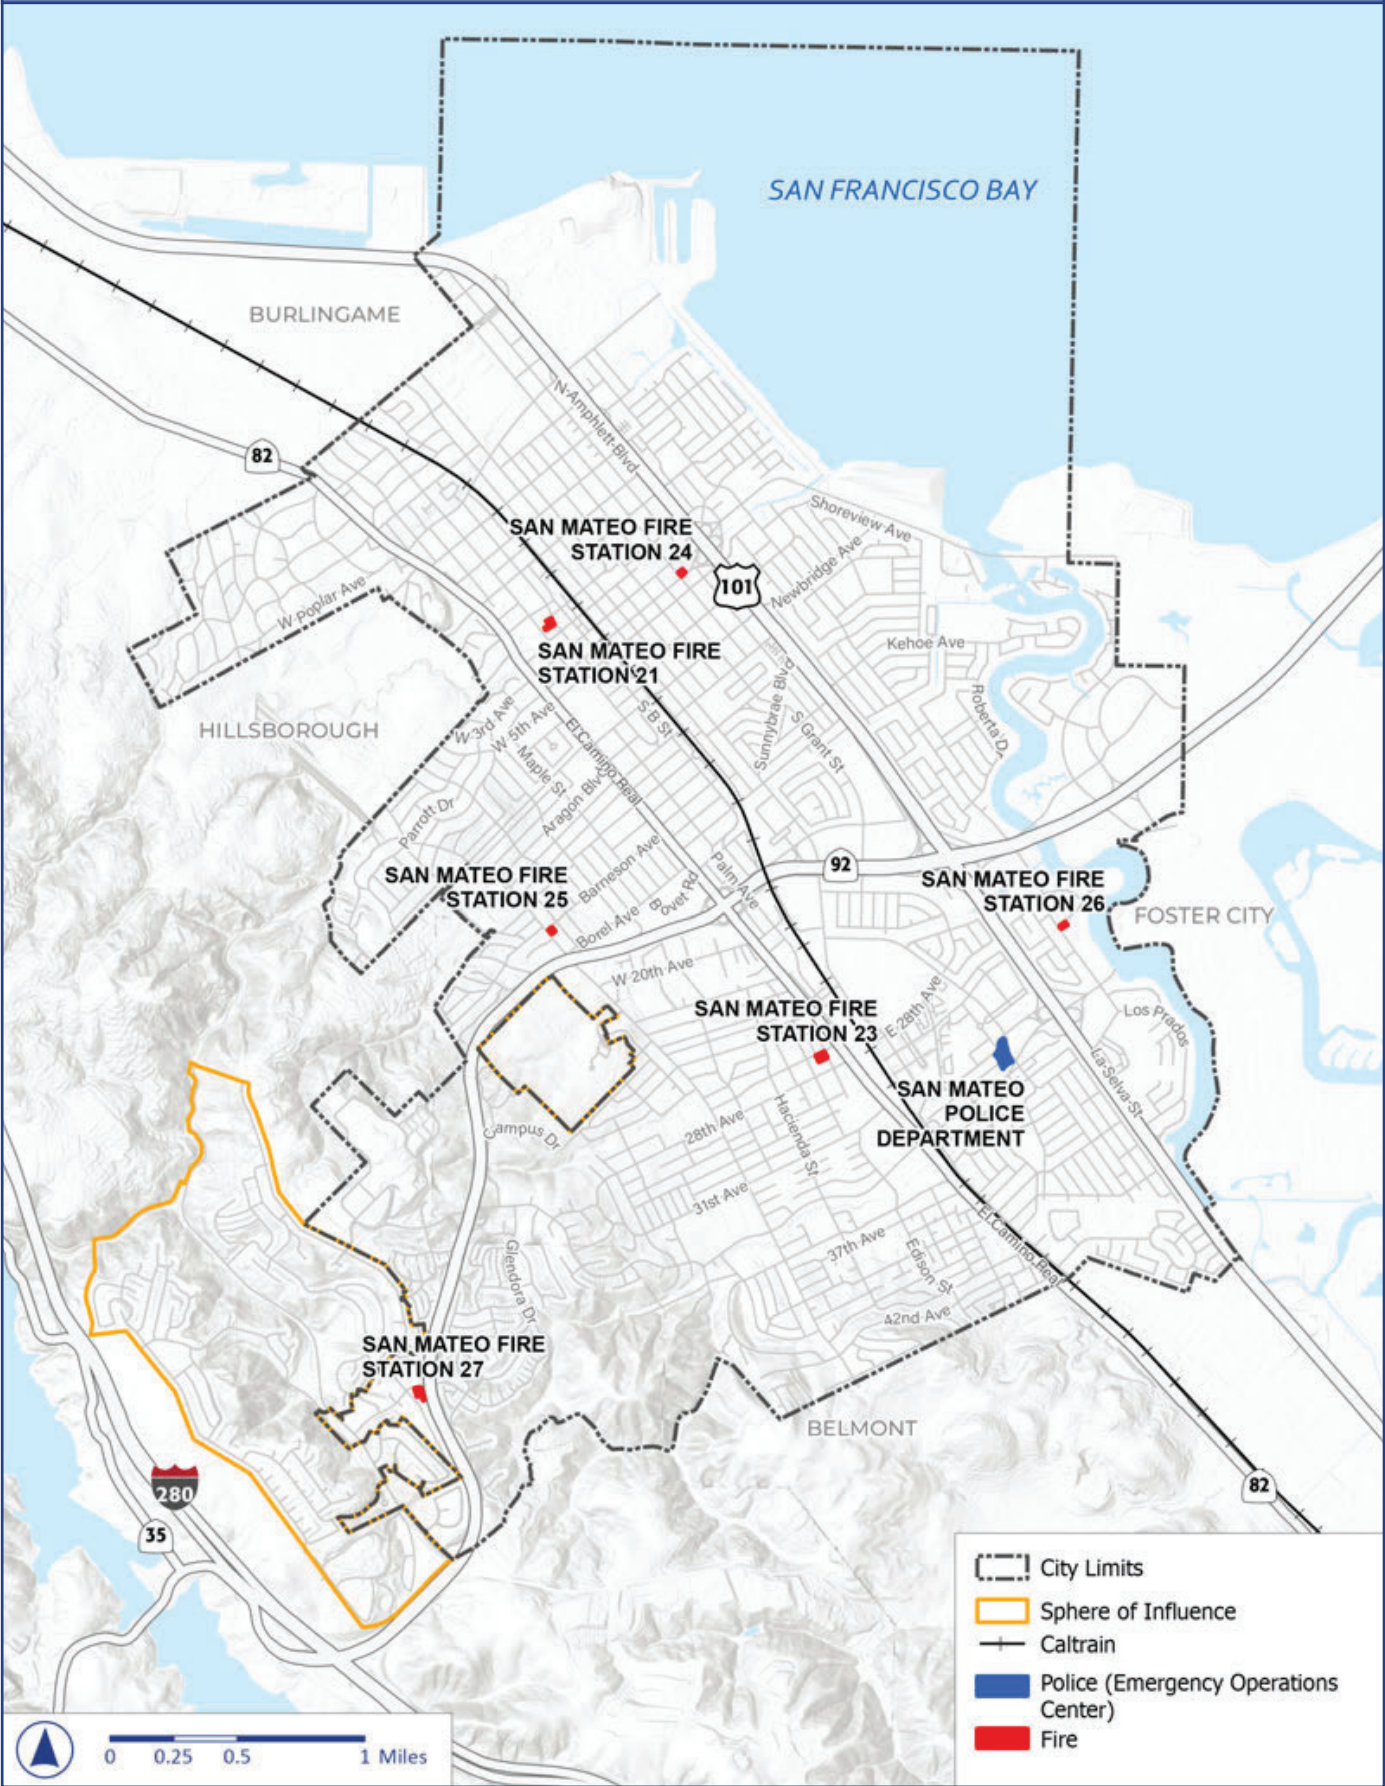 SAN FRANCISCO BAY
BURLINGAME
82
N Amphlett Blvd
SAN MATEO FIRE
STATION 24
Shoreview Ave
Newbridge Ave
101
W Poplar Ave
SAN MATEO FIRE
STATION 21
Kehoe Ave
Sunnybrae Blvd
Roberta Dr
HILLSBOROUGH
W 3rd Ave
W 5th Ave
El Camino Real
S B St
S Grant St
Maple St
Aragon Blvd
Parrott Dr
Barneson Ave
Palm Ave
92
SAN MATEO FIRE
STATION 25
Bovet Rd
Borel Ave
SAN MATEO FIRE
STATION 26
FOSTER CITY
W 20th Ave
SAN MATEO FIRE
STATION 23
E 28th Ave
Los Prados
La Selva St
SAN MATEO
POLICE
DEPARTMENT
Campus Dr
28th Ave
Hacienda St
31st Ave
37th Ave
Edison St
El Camino Real
Glendora Dr
42nd Ave
SAN MATEO FIRE
STATION 27
BELMONT
280
35
82
City Limits
Sphere of Influence
Caltrain
Police (Emergency Operations
Center)
Fire
0 0.25 0.5 1 Miles